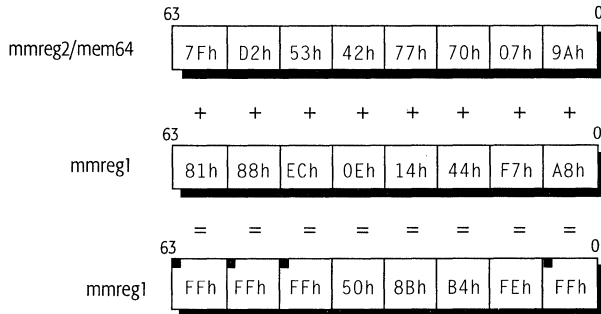 63 0
mmreg2/mem64 7Fh D2h 53h 42h 77h 70h 07h 9Ah
+ + + + + + + +
63 0
mmreg1 81h 88h ECh 0Eh 14h 44h F7h A8h
= = = = = = = =
63 0
mmreg1 FFh FFh FFh 50h 8Bh B4h FEh FFh